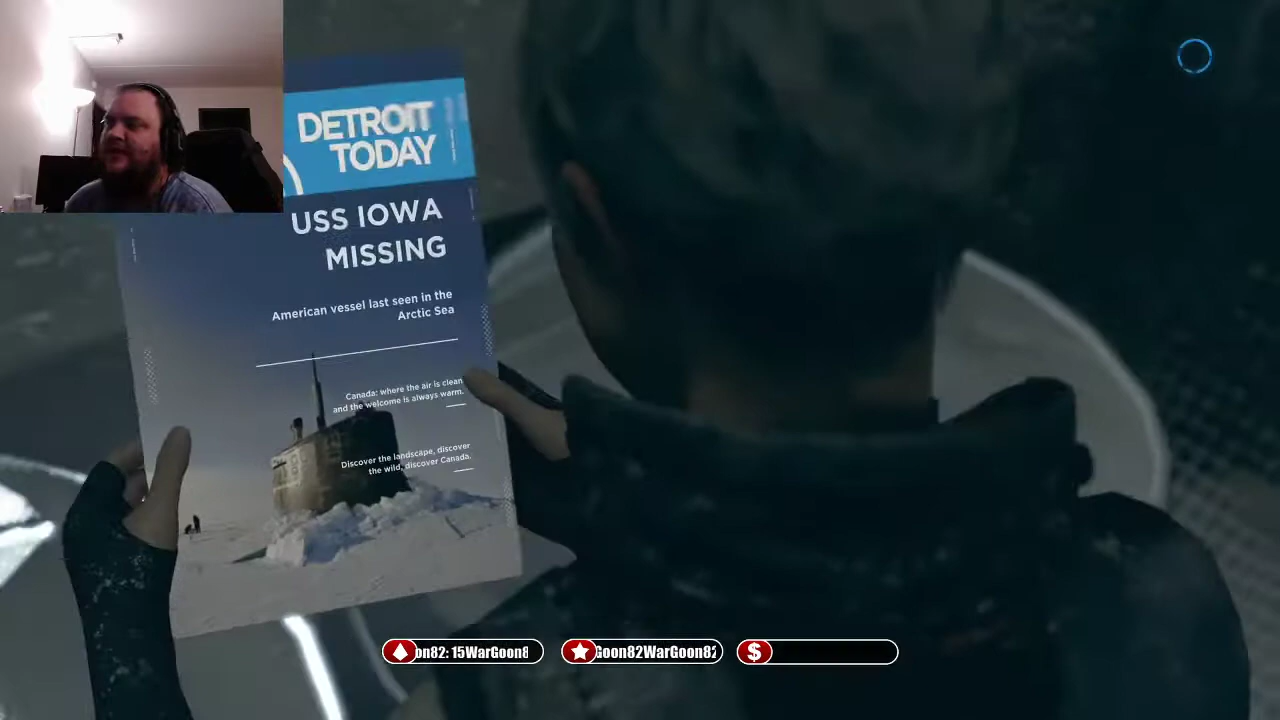 DETROIT
TODAY
USS IOWA
MISSING
American vessel last seen in the
Arctic Sea
Canada: where the air is clean
and the welcome is always warm.
Discover the landscape, discover
the wild, discover Canada.
on82: 15WarGoon8
Goon82WarGoon82
$